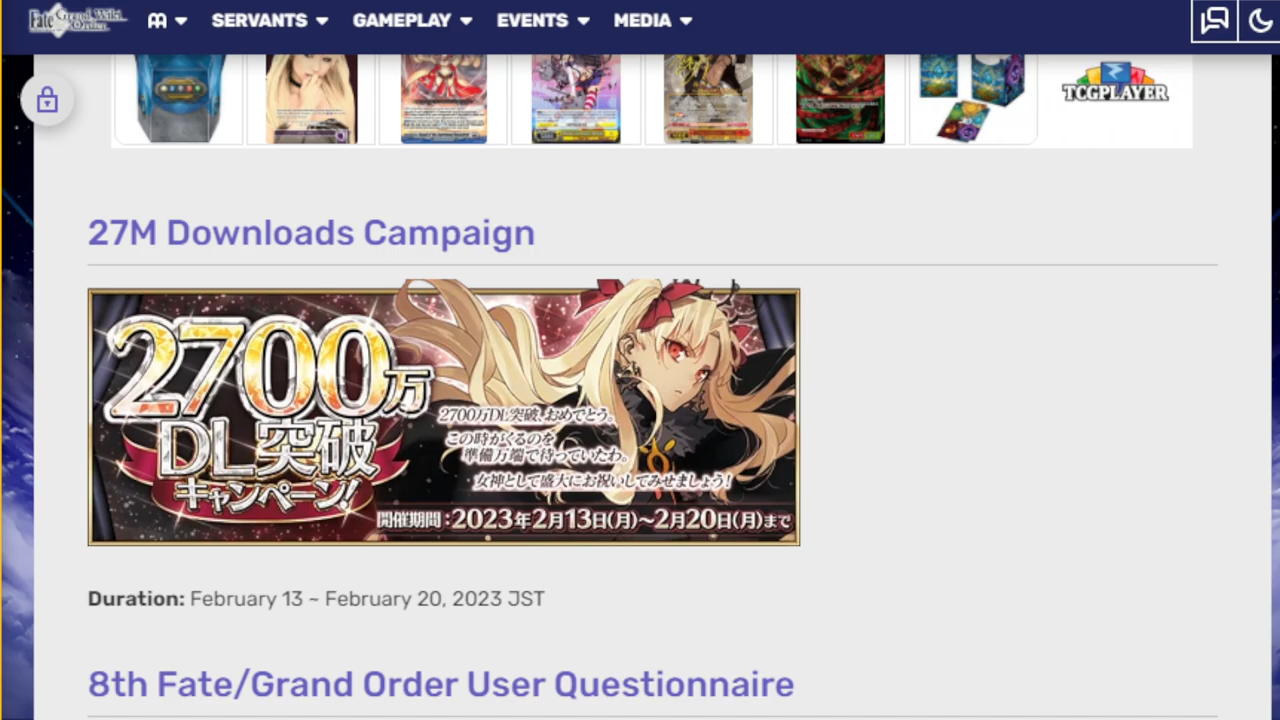 Fate Grand Order Wiki
SERVANTS
GAMEPLAY
EVENTS
MEDIA
TCGPLAYER
27M Downloads Campaign
2700万
DL突破
キャンペーン!
2700万DL突破、おめでとう。
この時がくるのを
準備万端で待っていたわ。
女神として盛大にお祝いしてみせましょう!
開催期間:2023年2月13日(月)~2月20日(月)まで
Duration: February 13 ~ February 20, 2023 JST
8th Fate/Grand Order User Questionnaire